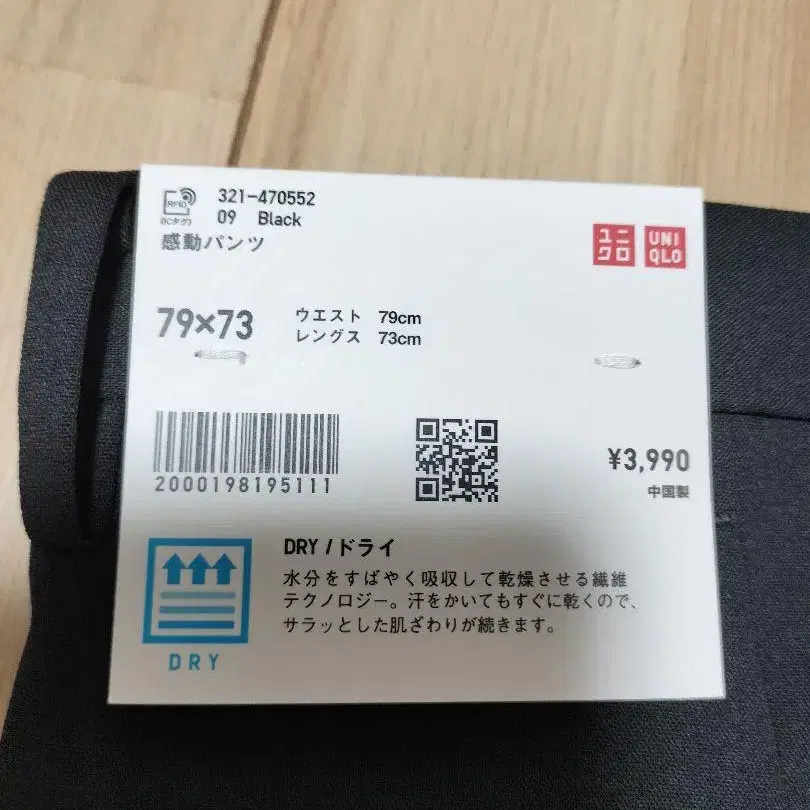 RFID
(ICタグ)
321-470552
09 Black
感動パンツ
ユニ
クロ
UNI
QLO
79×73
ウエスト 79cm
レングス 73cm
2000198195111
¥3,990
中国製
DRY /ドライ
水分をすばやく吸収して乾燥させる繊維
テクノロジー。汗をかいてもすぐに乾くので、
サラッとした肌ざわりが続きます。
DRY